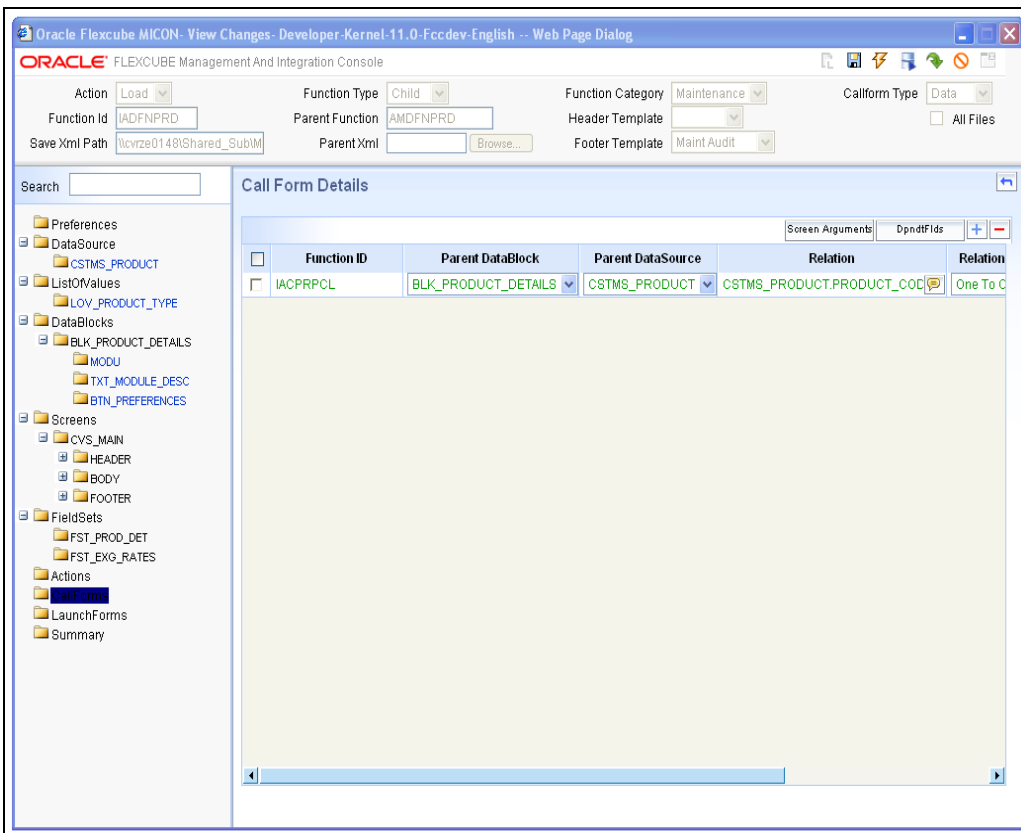 Oracle Flexcube MICON- View Changes- Developer-Kernel-11.0-Fccdev-English -- Web Page Dialog
ORACLE FLEXCUBE Management And Integration Console
Action Load Function Type Child Function Category Maintenance Callform Type Data
Function Id IADFNPRD Parent Function AMDFNPRD Header Template All Files
Save Xml Path \\cvrze0148\Shared_Sub\M Parent Xml Browse... Footer Template Maint Audit
Search
Call Form Details
Preferences
DataSource
CSTMS_PRODUCT
ListOfValues
LOV_PRODUCT_TYPE
DataBlocks
BLK_PRODUCT_DETAILS
MODU
TXT_MODULE_DESC
BTN_PREFERENCES
Screens
CVS_MAIN
HEADER
BODY
FOOTER
FieldSets
FST_PROD_DET
FST_EXG_RATES
Actions
CallForms
LaunchForms
Summary
Screen Arguments DpndtFlds
Function ID Parent DataBlock Parent DataSource Relation Relation
IACPRPCL BLK_PRODUCT_DETAILS CSTMS_PRODUCT CSTMS_PRODUCT.PRODUCT_COD One To C